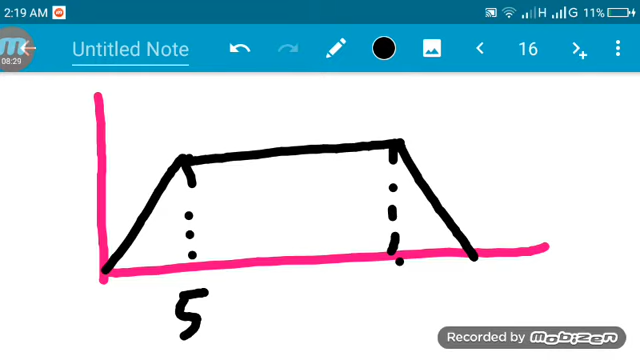 2:19 AM H G 11%
08:29 Untitled Note 16
5
Recorded by mobizen